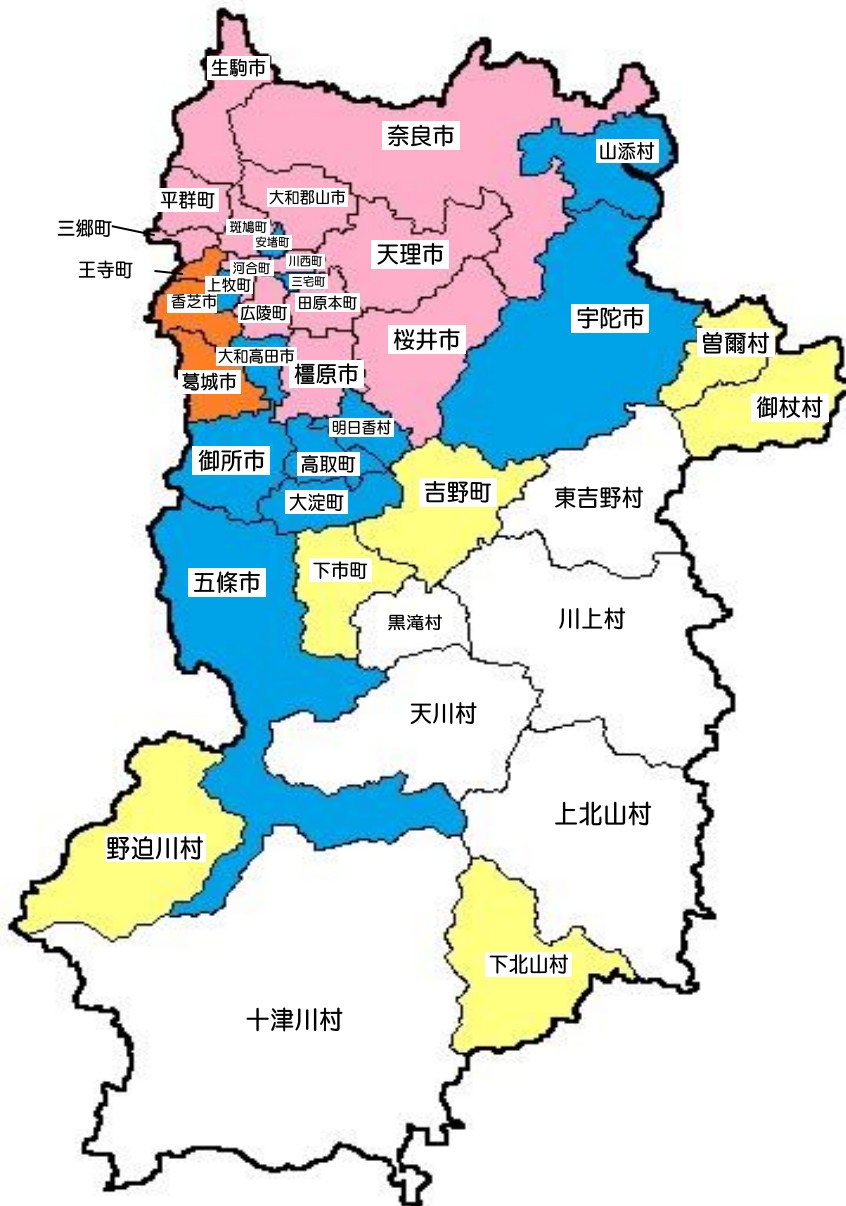 生駒市
奈良市
山添村
平群町
大和郡山市
三郷町
斑鳩町
安堵町
天理市
王寺町
河合町
川西町
上牧町
三宅町
香芝市
田原本町
広陵町
宇陀市
桜井市
曽爾村
大和高田市
葛城市
橿原市
御杖村
明日香村
御所市
高取町
吉野町
東吉野村
大淀町
下市町
五條市
黒滝村
川上村
天川村
上北山村
野迫川村
下北山村
十津川村